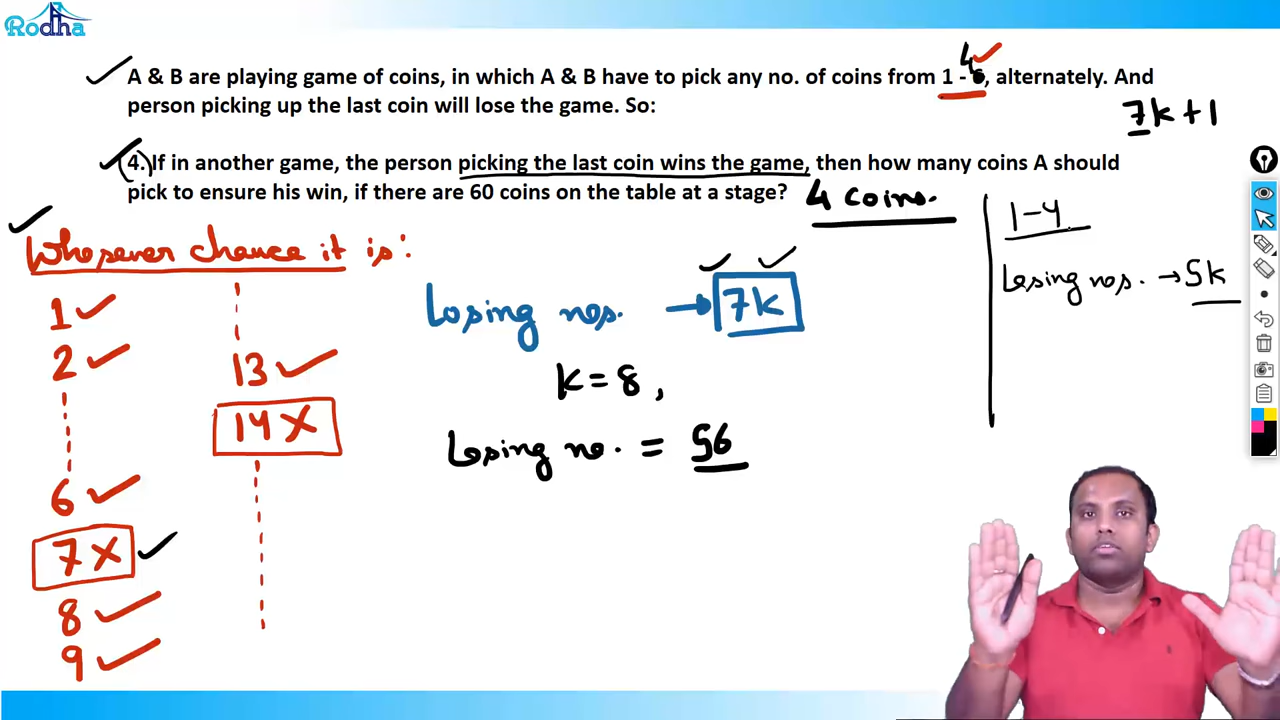 Rodha
A & B are playing game of coins, in which A & B have to pick any no. of coins from 1 - 6, alternately. And
4
person picking up the last coin will lose the game. So:
7k+1
4. If in another game, the person picking the last coin wins the game, then how many coins A should
pick to ensure his win, if there are 60 coins on the table at a stage?
4 coins.
Whosever chance it is:
1
2
6
7 X
8
9
13
14 X
Losing nos. → 7k
k = 8,
Losing no. = 56
1-4
Losing nos. → 5k